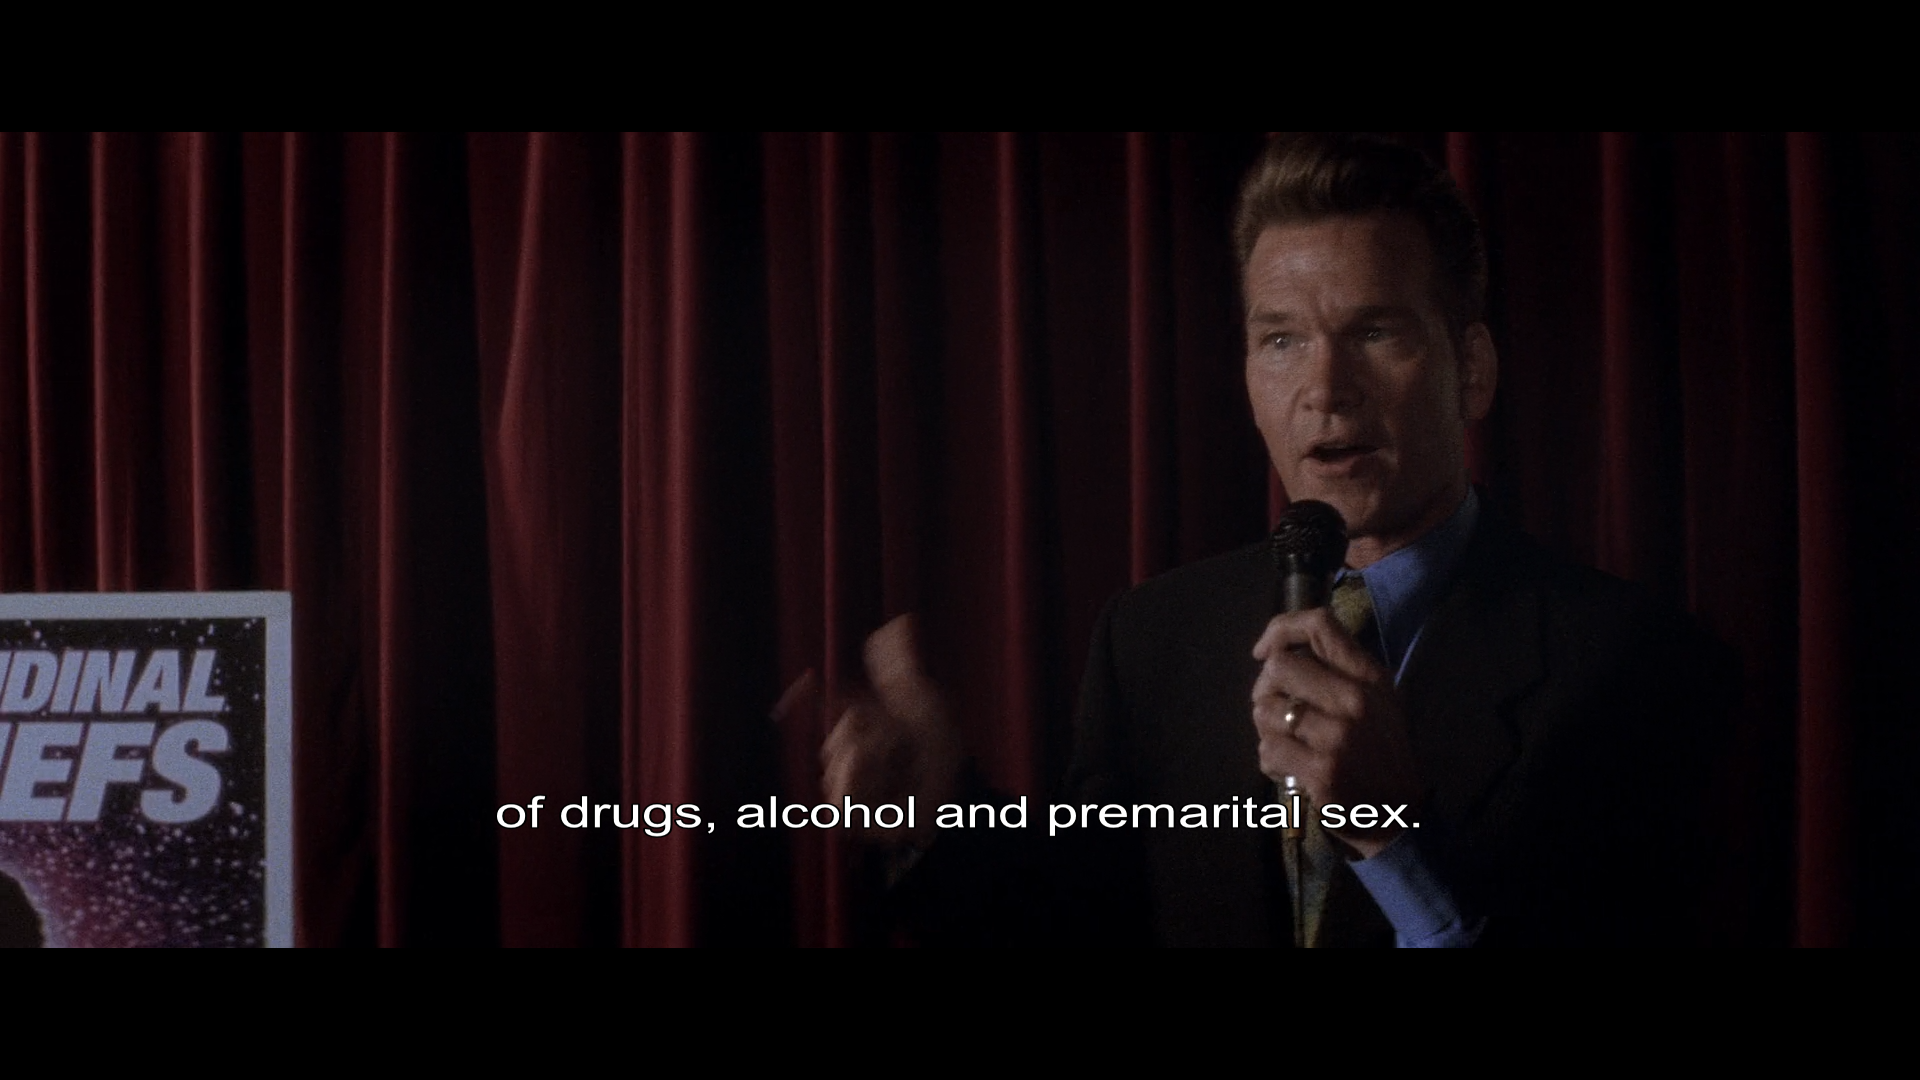 DINAL
EFS
of drugs, alcohol and premarital sex.